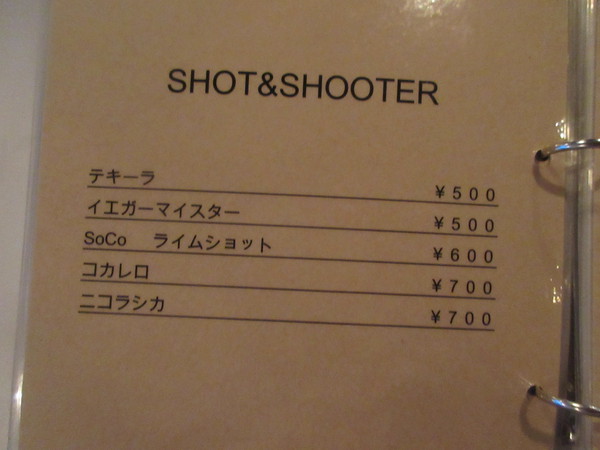 SHOT&SHOOTER
テキーラ ¥500
イエガーマイスター ¥500
SoCo ライムショット ¥600
コカレロ ¥700
ニコラシカ ¥700